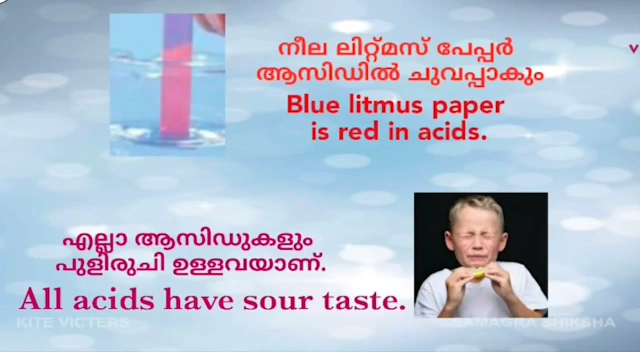 നീല ലിറ്റ്മസ് പേപ്പർ
ആസിഡിൽ ചുവപ്പാകും
Blue litmus paper
is red in acids.
എല്ലാ ആസിഡുകളും
പുളിരുചി ഉള്ളവയാണ്.
All acids have sour taste.
KITE VICTERS
SAMAGRA SHIKSHA